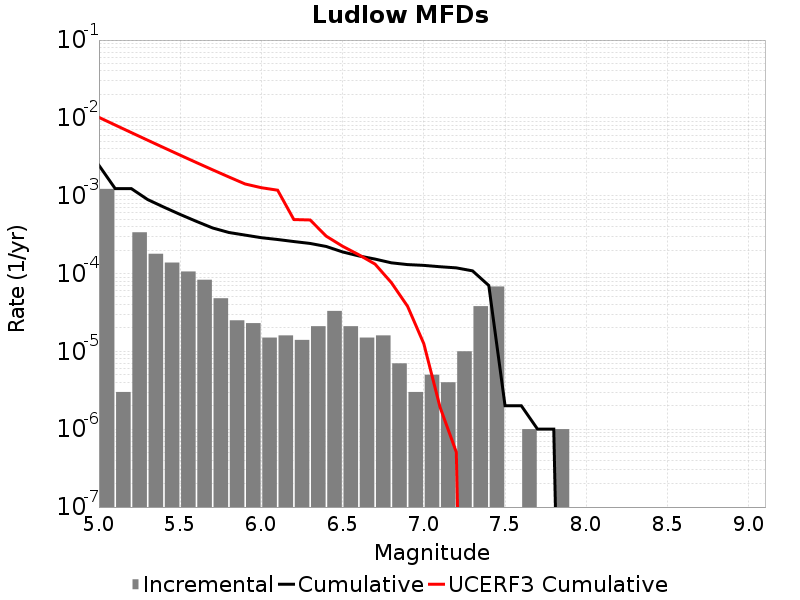 Ludlow MFDs
10-1
10-2
10-3
10-4
10-5
10-6
10-7
Rate (1/yr)
5.0 5.5 6.0 6.5 7.0 7.5 8.0 8.5 9.0
Magnitude
Incremental Cumulative UCERF3 Cumulative